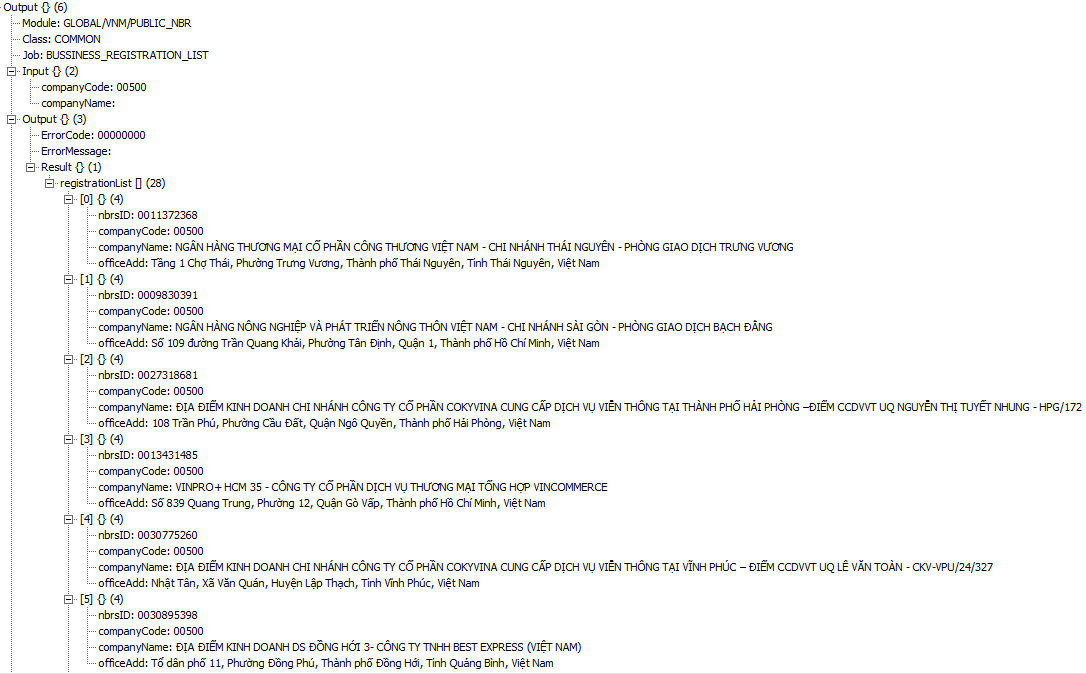 Output {} (6)
Module: GLOBAL/VNM/PUBLIC_NBR
Class: COMMON
Job: BUSSINESS_REGISTRATION_LIST
Input {} (2)
companyCode: 00500
companyName:
Output {} (3)
ErrorCode: 00000000
ErrorMessage:
Result {} (1)
registrationList [] (28)
[0] {} (4)
nbrsID: 0011372368
companyCode: 00500
companyName: NGÂN HÀNG THƯƠNG MẠI CỔ PHẦN CÔNG THƯƠNG VIỆT NAM - CHI NHÁNH THÁI NGUYÊN - PHÒNG GIAO DỊCH TRƯNG VƯƠNG
officeAdd: Tầng 1 Chợ Thái, Phường Trưng Vương, Thành phố Thái Nguyên, Tỉnh Thái Nguyên, Việt Nam
[1] {} (4)
nbrsID: 0009830391
companyCode: 00500
companyName: NGÂN HÀNG NÔNG NGHIỆP VÀ PHÁT TRIỂN NÔNG THÔN VIỆT NAM - CHI NHÁNH SÀI GÒN - PHÒNG GIAO DỊCH BẠCH ĐẰNG
officeAdd: Số 109 đường Trần Quang Khải, Phường Tân Định, Quận 1, Thành phố Hồ Chí Minh, Việt Nam
[2] {} (4)
nbrsID: 0027318681
companyCode: 00500
companyName: ĐỊA ĐIỂM KINH DOANH CHI NHÁNH CÔNG TY CỔ PHẦN COKYVINA CUNG CẤP DỊCH VỤ VIỄN THÔNG TẠI THÀNH PHỐ HẢI PHÒNG –ĐIỂM CCDVVT UQ NGUYỄN THỊ TUYẾT NHUNG - HPG/172
officeAdd: 108 Trần Phú, Phường Cầu Đất, Quận Ngô Quyền, Thành phố Hải Phòng, Việt Nam
[3] {} (4)
nbrsID: 0013431485
companyCode: 00500
companyName: VINPRO+ HCM 35 - CÔNG TY CỔ PHẦN DỊCH VỤ THƯƠNG MẠI TỔNG HỢP VINCOMMERCE
officeAdd: Số 839 Quang Trung, Phường 12, Quận Gò Vấp, Thành phố Hồ Chí Minh, Việt Nam
[4] {} (4)
nbrsID: 0030775260
companyCode: 00500
companyName: ĐỊA ĐIỂM KINH DOANH CHI NHÁNH CÔNG TY CỔ PHẦN COKYVINA CUNG CẤP DỊCH VỤ VIỄN THÔNG TẠI VĨNH PHÚC – ĐIỂM CCDVVT UQ LÊ VĂN TOÀN - CKV-VPU/24/327
officeAdd: Nhật Tân, Xã Văn Quán, Huyện Lập Thạch, Tỉnh Vĩnh Phúc, Việt Nam
[5] {} (4)
nbrsID: 0030895398
companyCode: 00500
companyName: ĐỊA ĐIỂM KINH DOANH DS ĐỒNG HỚI 3- CÔNG TY TNHH BEST EXPRESS (VIỆT NAM)
officeAdd: Tổ dân phố 11, Phường Đồng Phú, Thành phố Đồng Hới, Tỉnh Quảng Bình, Việt Nam